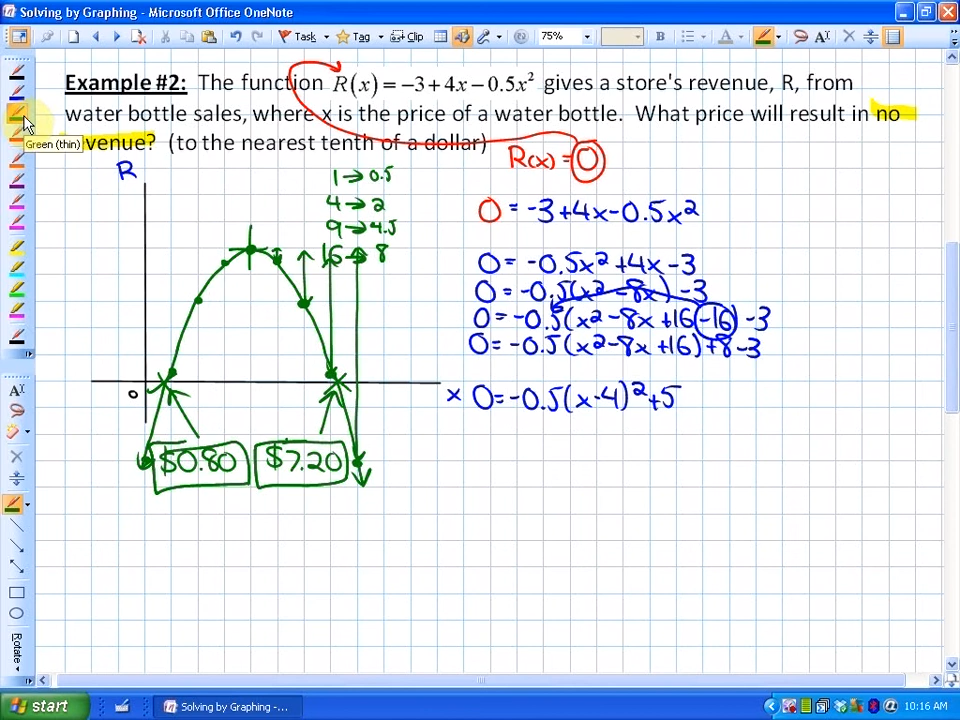 Solving by Graphing - Microsoft Office OneNote
Task Tag Clip 75% B A
Example #2: The function R(x) = −3 + 4x − 0.5x² gives a store's revenue, R, from
water bottle sales, where x is the price of a water bottle. What price will result in no
venue? (to the nearest tenth of a dollar)
Green (thin)
R(x) = 0
R
1 → 0.5
4 → 2
9 → 4.5
16 → 8
0 = -3+4x-0.5x²
0 = -0.5x²+4x-3
0 = -0.5(x²-8x)-3
0 = -0.5(x²-8x+16-16)-3
0 = -0.5(x²-8x+16)+8-3
0
x
0=-0.5(x-4)²+5
$0.80
$7.20
Rotate
start
Solving by Graphing -...
10:16 AM